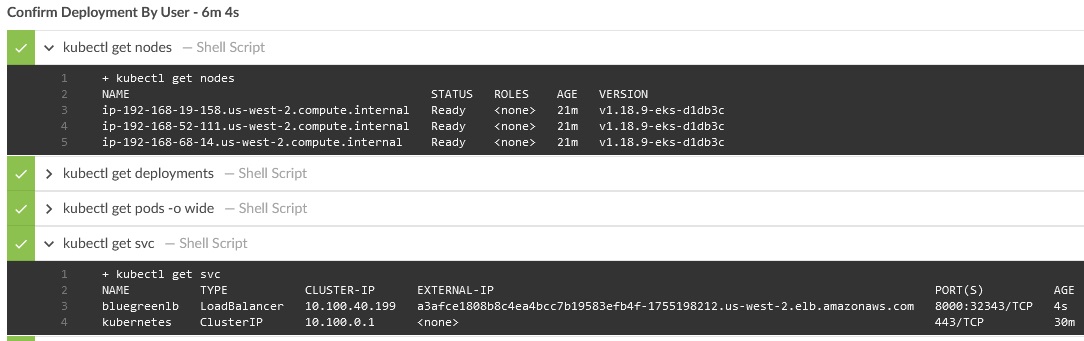 Confirm Deployment By User - 6m 4s
kubectl get nodes — Shell Script
1 + kubectl get nodes
2 NAME STATUS ROLES AGE VERSION
3 ip-192-168-19-158.us-west-2.compute.internal Ready <none> 21m v1.18.9-eks-d1db3c
4 ip-192-168-52-111.us-west-2.compute.internal Ready <none> 21m v1.18.9-eks-d1db3c
5 ip-192-168-68-14.us-west-2.compute.internal Ready <none> 21m v1.18.9-eks-d1db3c
kubectl get deployments — Shell Script
kubectl get pods -o wide — Shell Script
kubectl get svc — Shell Script
1 + kubectl get svc
2 NAME TYPE CLUSTER-IP EXTERNAL-IP PORT(S) AGE
3 bluegreenlb LoadBalancer 10.100.40.199 a3afce1808b8c4ea4bcc7b19583efb4f-1755198212.us-west-2.elb.amazonaws.com 8000:32343/TCP 4s
4 kubernetes ClusterIP 10.100.0.1 <none> 443/TCP 30m